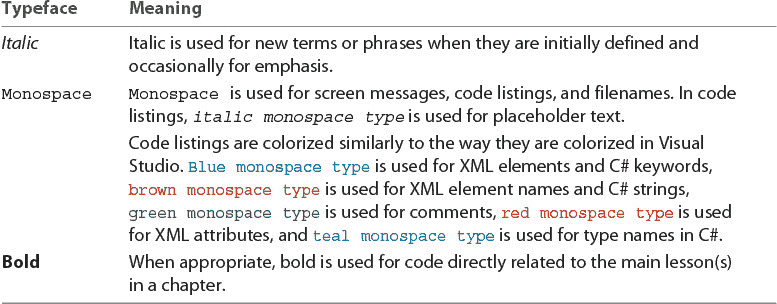 Typeface Meaning
Italic Italic is used for new terms or phrases when they are initially defined and
occasionally for emphasis.
Monospace Monospace is used for screen messages, code listings, and filenames. In code
listings, italic monospace type is used for placeholder text.
Code listings are colorized similarly to the way they are colorized in Visual
Studio. Blue monospace type is used for XML elements and C# keywords,
brown monospace type is used for XML element names and C# strings,
green monospace type is used for comments, red monospace type is used
for XML attributes, and teal monospace type is used for type names in C#.
Bold When appropriate, bold is used for code directly related to the main lesson(s)
in a chapter.